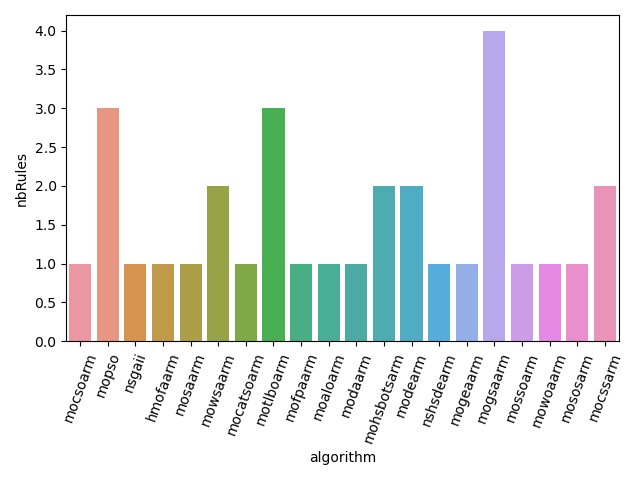 4.0
3.5
3.0
2.5
2.0
1.5
1.0
0.5
0.0
nbRules
mocsoarm
mopso
nsgaii
hmofaarm
mosaarm
mowsaarm
mocatsoarm
motlboarm
mofpaarm
moaloarm
modaarm
mohsbotsarm
modearm
nshsdearm
mogeaarm
mogsaarm
mossoarm
mowoaarm
mososarm
mocssarm
algorithm